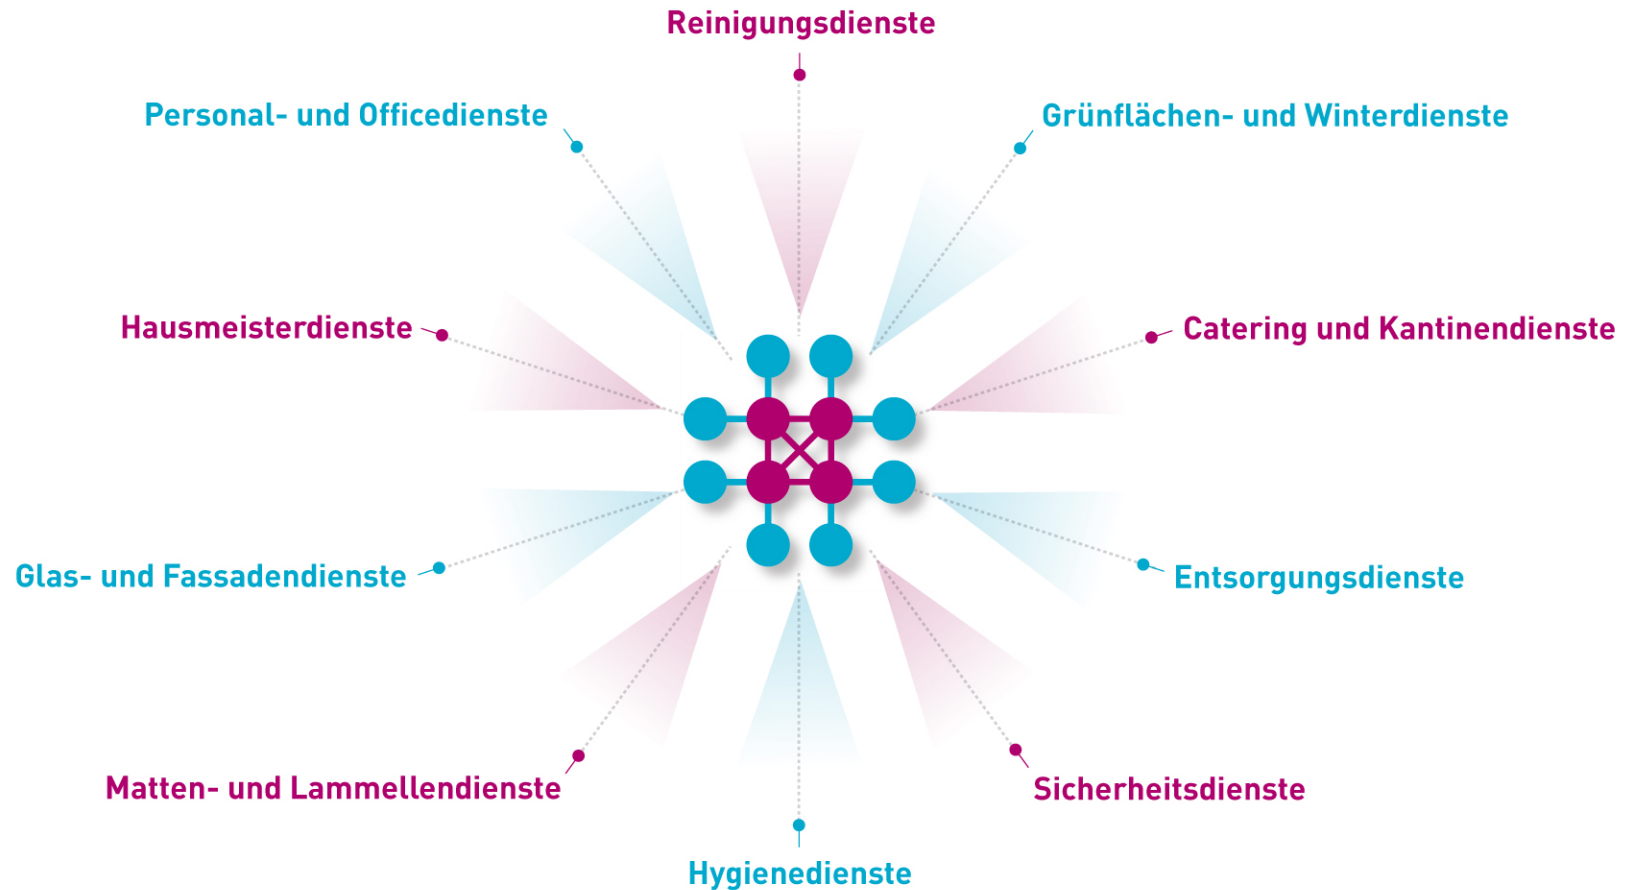 Reinigungsdienste
Personal- und Officedienste
Grünflächen- und Winterdienste
Hausmeisterdienste
Catering und Kantinendienste
Glas- und Fassadendienste
Entsorgungsdienste
Matten- und Lammellendienste
Sicherheitsdienste
Hygienedienste